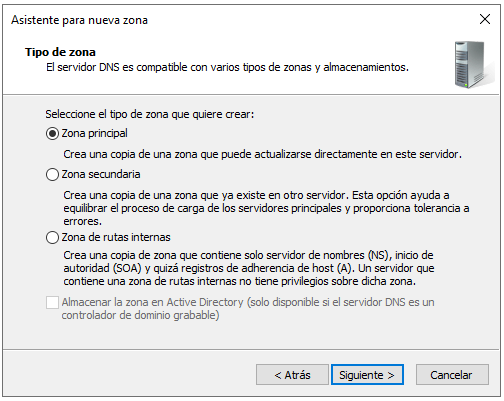 Asistente para nueva zona
Tipo de zona
El servidor DNS es compatible con varios tipos de zonas y almacenamientos.
Seleccione el tipo de zona que quiere crear:
Zona principal
Crea una copia de una zona que puede actualizarse directamente en este servidor.
Zona secundaria
Crea una copia de una zona que ya existe en otro servidor. Esta opción ayuda a
equilibrar el proceso de carga de los servidores principales y proporciona tolerancia a
errores.
Zona de rutas internas
Crea una copia de zona que contiene solo servidor de nombres (NS), inicio de
autoridad (SOA) y quizá registros de adherencia de host (A). Un servidor que
contiene una zona de rutas internas no tiene privilegios sobre dicha zona.
Almacenar la zona en Active Directory (solo disponible si el servidor DNS es un
controlador de dominio grabable)
< Atrás
Siguiente >
Cancelar